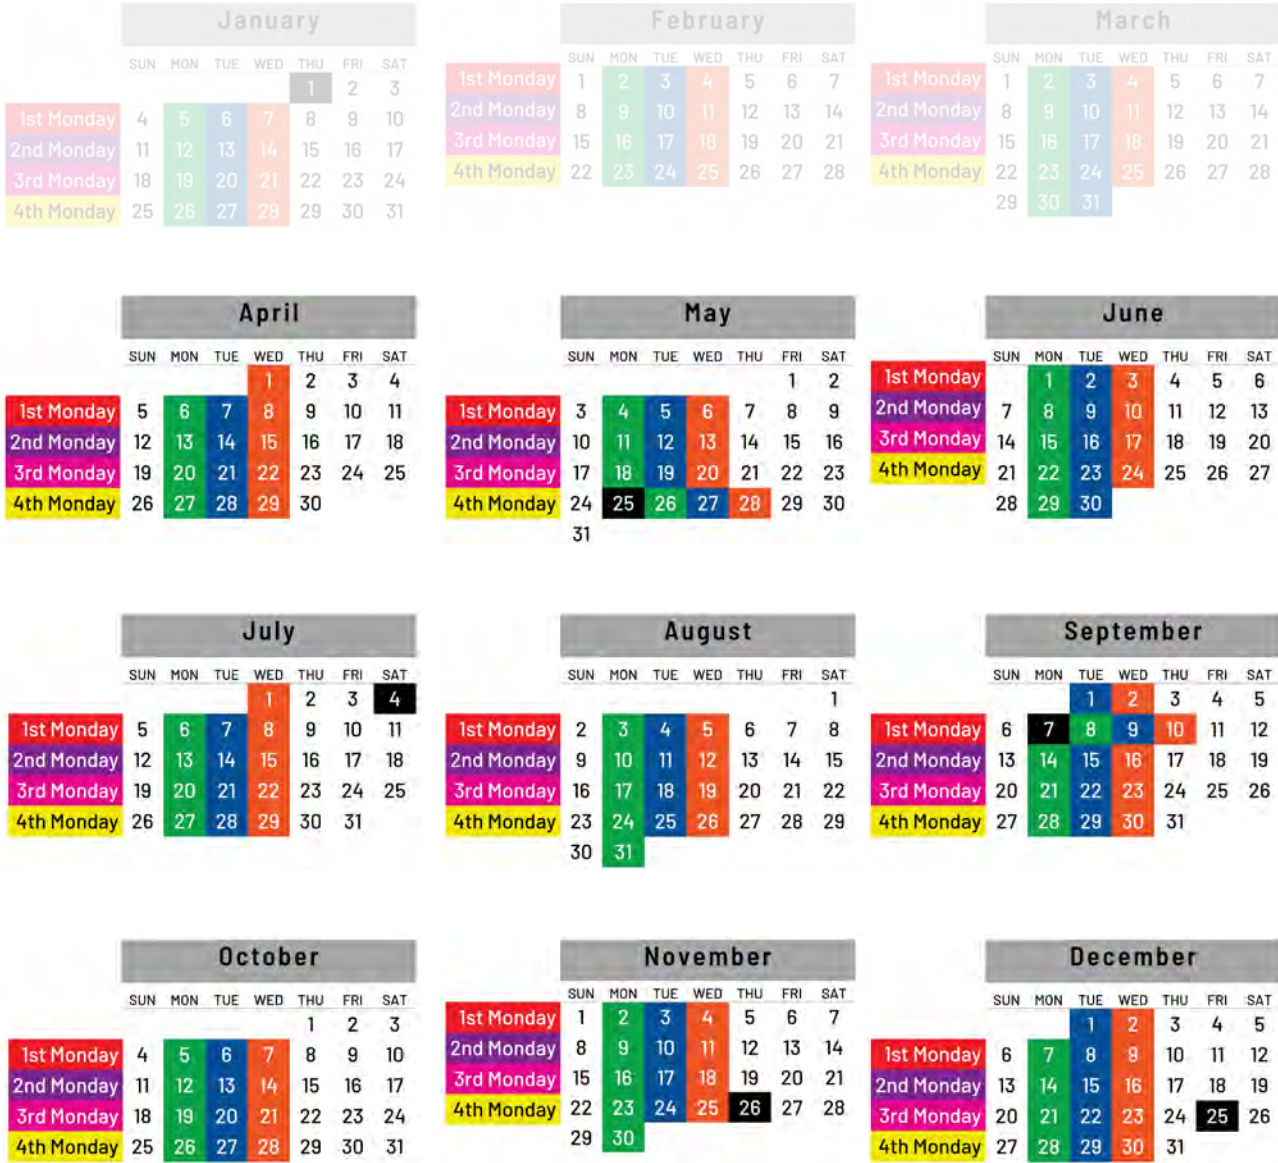 January
SUN MON TUE WED THU FRI SAT
1 2 3
1st Monday 4 5 6 7 8 9 10
2nd Monday 11 12 13 14 15 16 17
3rd Monday 18 19 20 21 22 23 24
4th Monday 25 26 27 28 29 30 31
February
SUN MON TUE WED THU FRI SAT
1st Monday 1 2 3 4 5 6 7
2nd Monday 8 9 10 11 12 13 14
3rd Monday 15 16 17 18 19 20 21
4th Monday 22 23 24 25 26 27 28
March
SUN MON TUE WED THU FRI SAT
1st Monday 1 2 3 4 5 6 7
2nd Monday 8 9 10 11 12 13 14
3rd Monday 15 16 17 18 19 20 21
4th Monday 22 23 24 25 26 27 28
29 30 31
April
SUN MON TUE WED THU FRI SAT
1 2 3 4
1st Monday 5 6 7 8 9 10 11
2nd Monday 12 13 14 15 16 17 18
3rd Monday 19 20 21 22 23 24 25
4th Monday 26 27 28 29 30
May
SUN MON TUE WED THU FRI SAT
1 2
1st Monday 3 4 5 6 7 8 9
2nd Monday 10 11 12 13 14 15 16
3rd Monday 17 18 19 20 21 22 23
4th Monday 24 25 26 27 28 29 30
31
June
SUN MON TUE WED THU FRI SAT
1st Monday 1 2 3 4 5 6
2nd Monday 7 8 9 10 11 12 13
3rd Monday 14 15 16 17 18 19 20
4th Monday 21 22 23 24 25 26 27
28 29 30
July
SUN MON TUE WED THU FRI SAT
1 2 3 4
1st Monday 5 6 7 8 9 10 11
2nd Monday 12 13 14 15 16 17 18
3rd Monday 19 20 21 22 23 24 25
4th Monday 26 27 28 29 30 31
August
SUN MON TUE WED THU FRI SAT
1
1st Monday 2 3 4 5 6 7 8
2nd Monday 9 10 11 12 13 14 15
3rd Monday 16 17 18 19 20 21 22
4th Monday 23 24 25 26 27 28 29
30 31
September
SUN MON TUE WED THU FRI SAT
1 2 3 4 5
1st Monday 6 7 8 9 10 11 12
2nd Monday 13 14 15 16 17 18 19
3rd Monday 20 21 22 23 24 25 26
4th Monday 27 28 29 30 31
October
SUN MON TUE WED THU FRI SAT
1 2 3
1st Monday 4 5 6 7 8 9 10
2nd Monday 11 12 13 14 15 16 17
3rd Monday 18 19 20 21 22 23 24
4th Monday 25 26 27 28 29 30 31
November
SUN MON TUE WED THU FRI SAT
1st Monday 1 2 3 4 5 6 7
2nd Monday 8 9 10 11 12 13 14
3rd Monday 15 16 17 18 19 20 21
4th Monday 22 23 24 25 26 27 28
29 30
December
SUN MON TUE WED THU FRI SAT
1 2 3 4 5
1st Monday 6 7 8 9 10 11 12
2nd Monday 13 14 15 16 17 18 19
3rd Monday 20 21 22 23 24 25 26
4th Monday 27 28 29 30 31